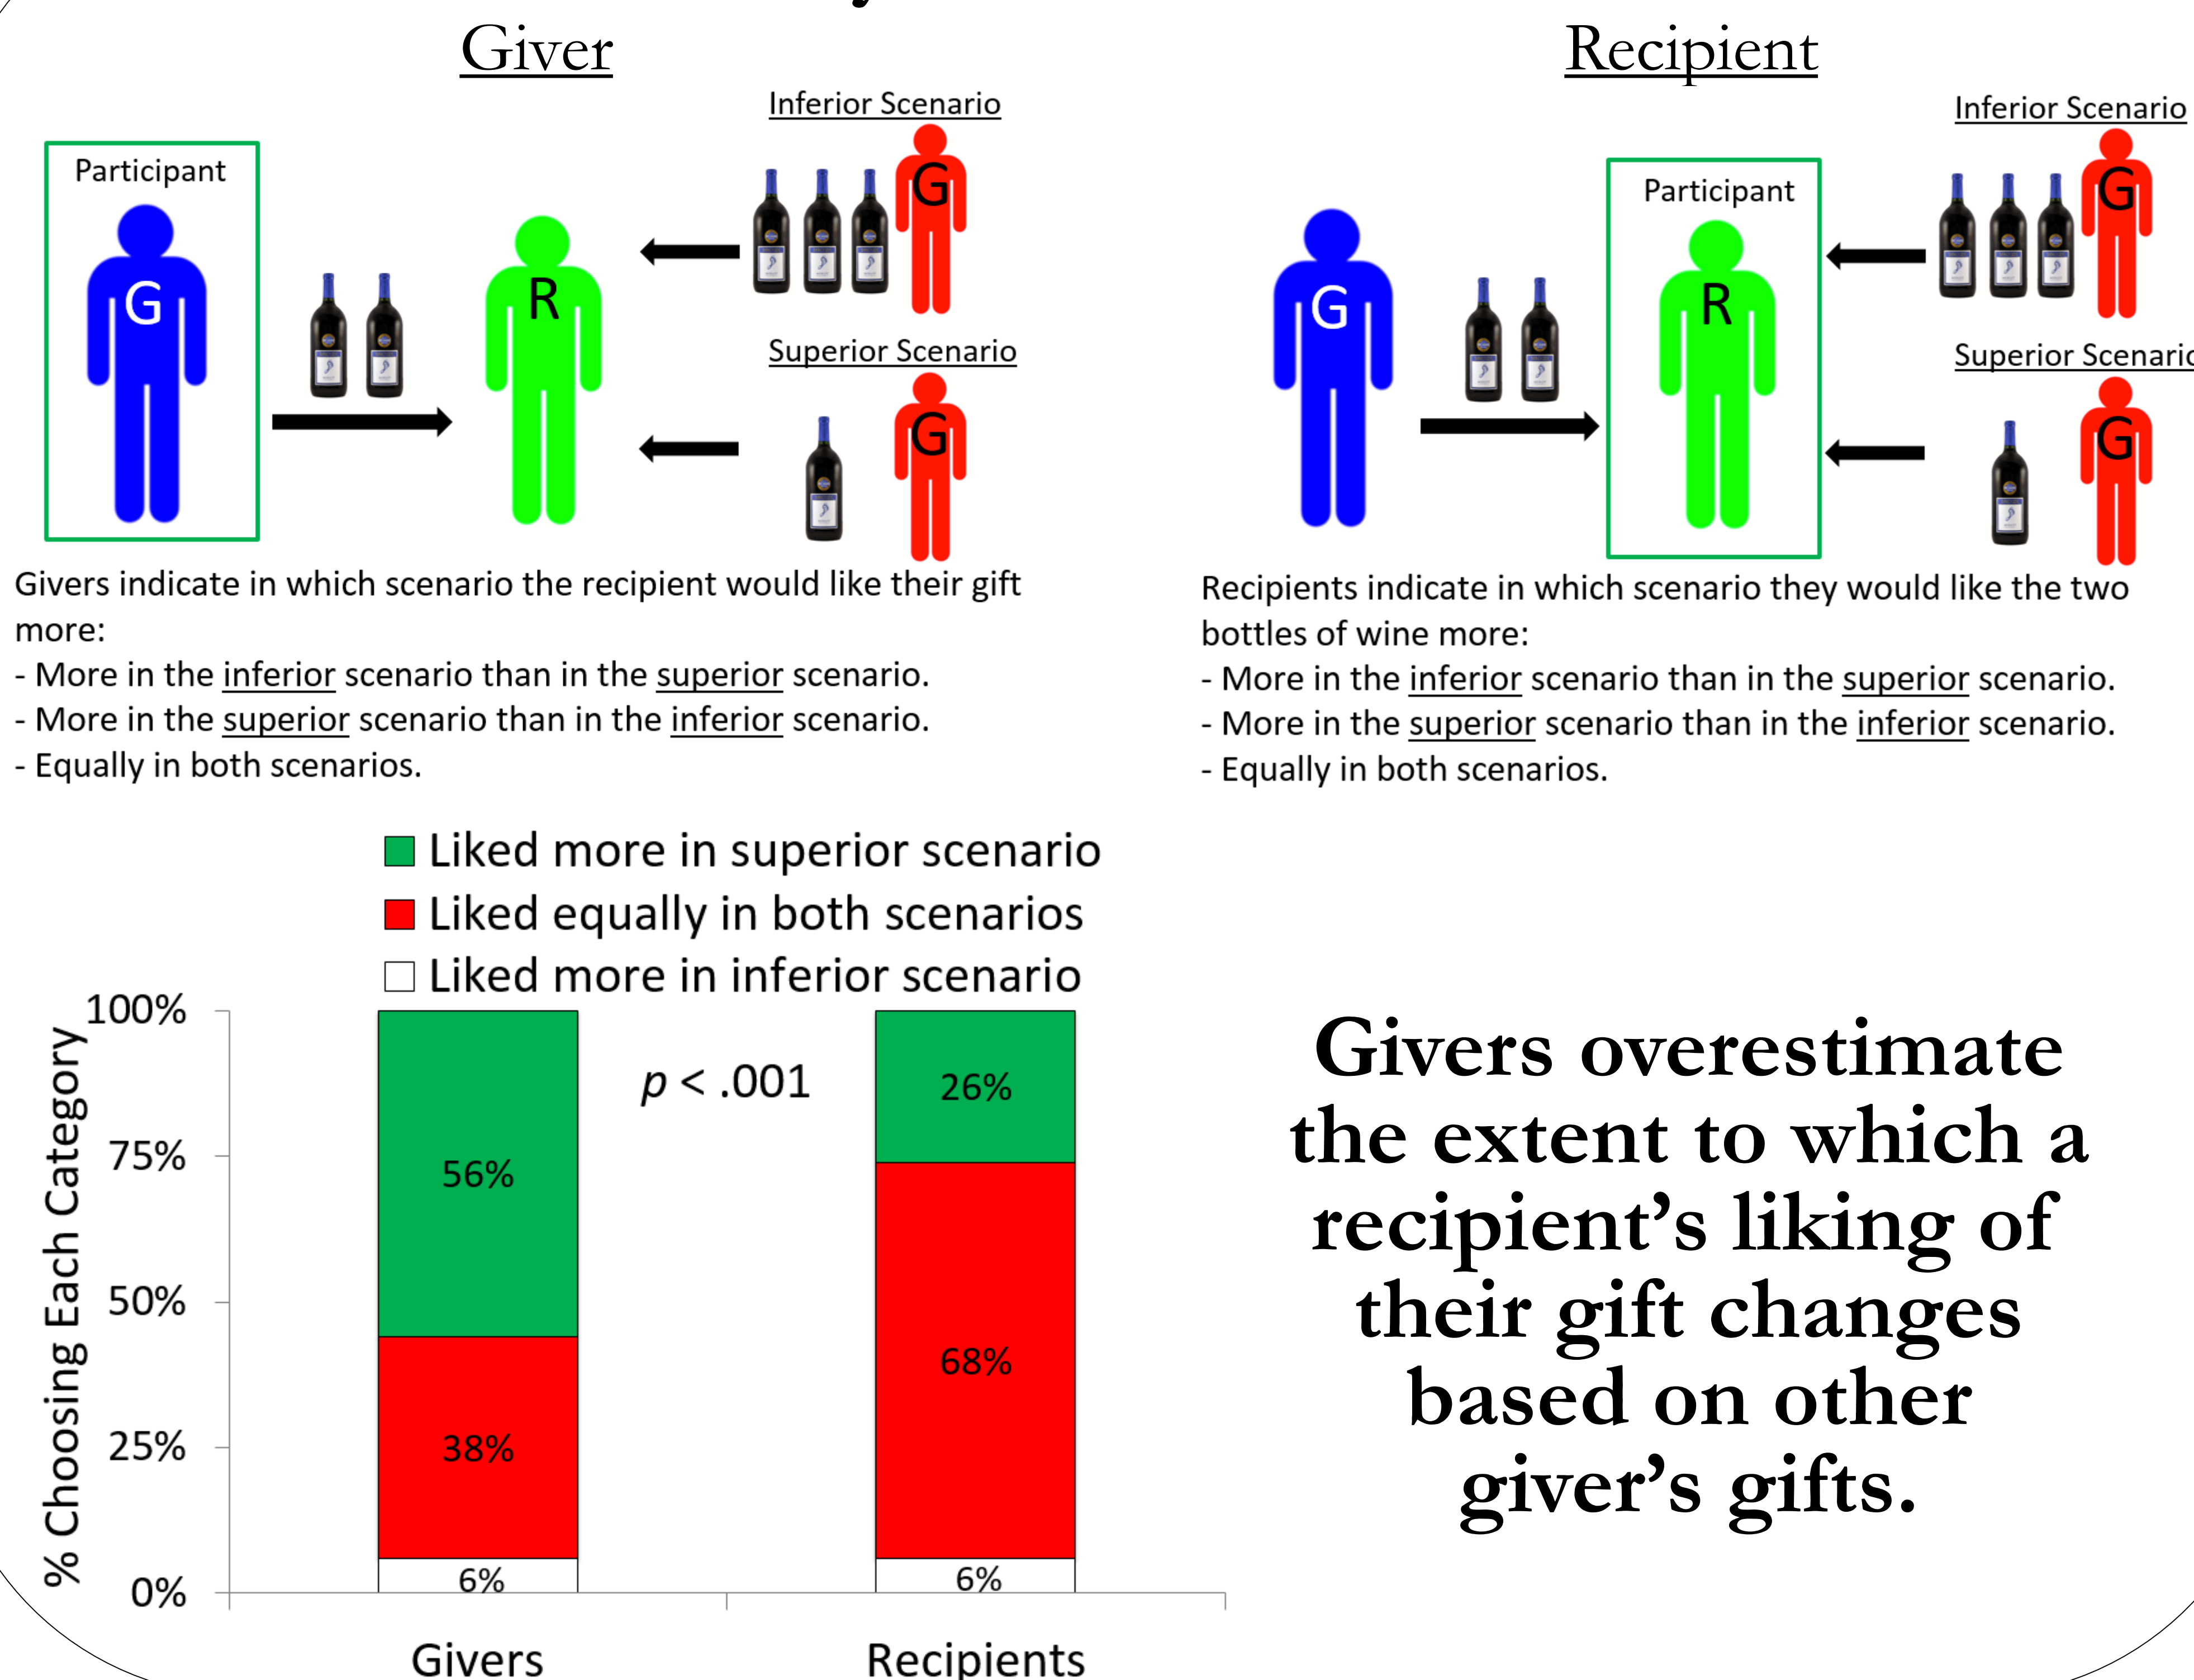 Giver
Inferior Scenario
Participant
G
G
R
Superior Scenario
G
Givers indicate in which scenario the recipient would like their gift
more:
- More in the inferior scenario than in the superior scenario.
- More in the superior scenario than in the inferior scenario.
- Equally in both scenarios.
Recipient
Inferior Scenario
Participant
G
G
R
Superior Scenario
G
Recipients indicate in which scenario they would like the two
bottles of wine more:
- More in the inferior scenario than in the superior scenario.
- More in the superior scenario than in the inferior scenario.
- Equally in both scenarios.
Liked more in superior scenario
Liked equally in both scenarios
Liked more in inferior scenario
% Choosing Each Category
100%
75%
50%
25%
0%
56%
38%
6%
p < .001
26%
68%
6%
Givers
Recipients
Givers overestimate
the extent to which a
recipient’s liking of
their gift changes
based on other
giver’s gifts.